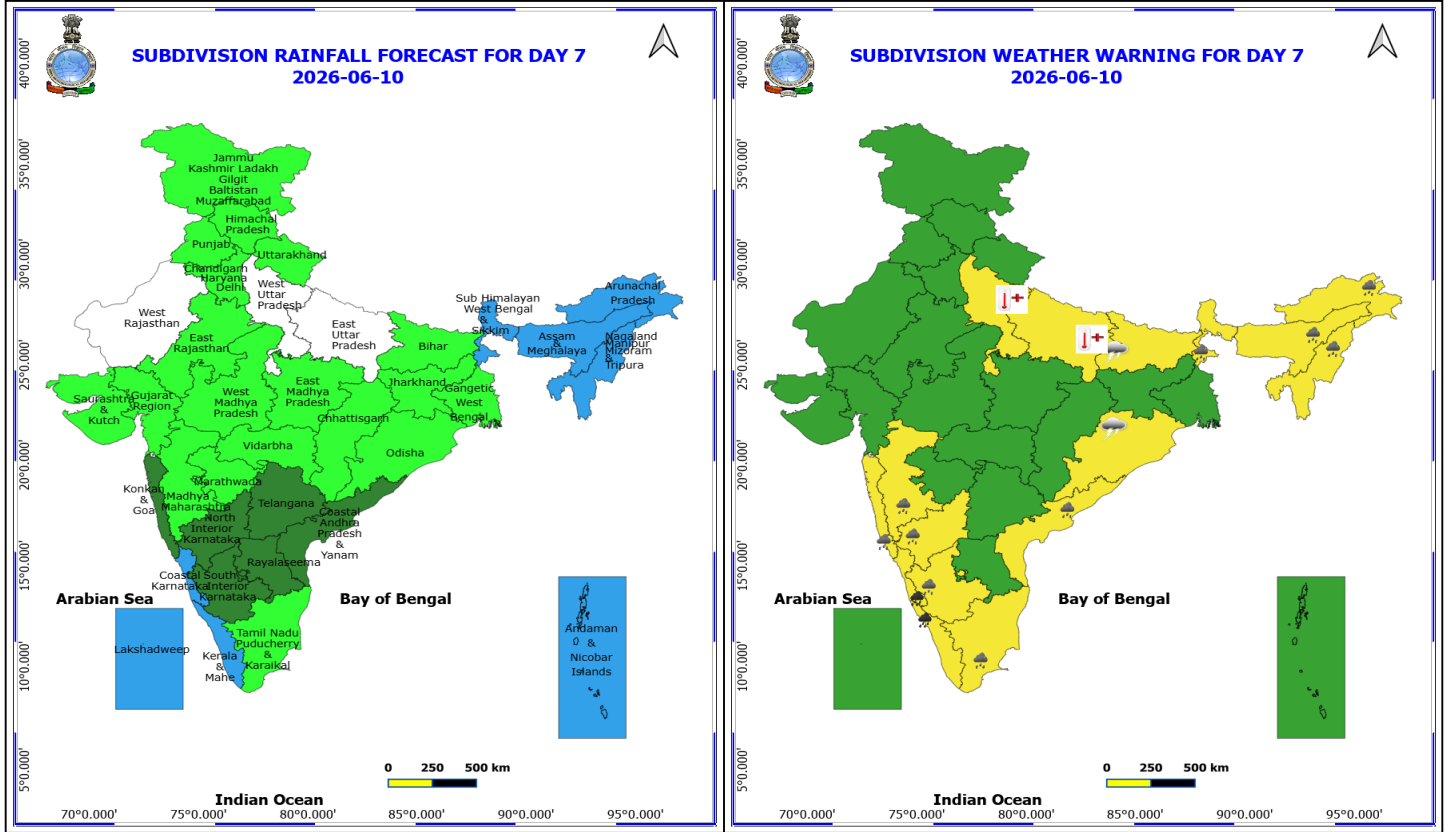 SUBDIVISION RAINFALL FORECAST FOR DAY 7
2026-06-10
40°0.000'
35°0.000'
30°0.000'
25°0.000'
20°0.000'
15°0.000'
10°0.000'
5°0.000'
Jammu
Kashmir Ladakh
Gilgit
Baltistan
Muzaffarabad
Himachal
Pradesh
Punjab
Uttarakhand
Chandigarh
Haryana
Delhi
West
Uttar
Pradesh
West
Rajasthan
East
Uttar
Pradesh
Sub Himalayan
West Bengal
&
Sikkim
Arunachal
Pradesh
Assam
&
Meghalaya
Nagaland
Manipur
Mizoram
&
Tripura
East
Rajasthan
Bihar
Jharkhand
Gangetic
West
Bengal
Saurashtra
&
Kutch
Gujarat
Region
West
Madhya
Pradesh
East
Madhya
Pradesh
Chhattisgarh
Vidarbha
Odisha
Konkan
&
Goa
Madhya
Maharashtra
Marathwada
Telangana
North
Interior
Karnataka
Coastal
Andhra
Pradesh
&
Yanam
Rayalaseema
Coastal
Karnataka
South
Interior
Karnataka
Arabian Sea
Bay of Bengal
Lakshadweep
Kerala
&
Mahe
Tamil Nadu
Puducherry
&
Karaikal
Andaman
&
Nicobar
Islands
0 250 500 km
Indian Ocean
70°0.000' 75°0.000' 80°0.000' 85°0.000' 90°0.000' 95°0.000'
SUBDIVISION WEATHER WARNING FOR DAY 7
2026-06-10
40°0.000'
35°0.000'
30°0.000'
25°0.000'
20°0.000'
15°0.000'
10°0.000'
5°0.000'
Arabian Sea
Bay of Bengal
0 250 500 km
Indian Ocean
70°0.000' 75°0.000' 80°0.000' 85°0.000' 90°0.000' 95°0.000'